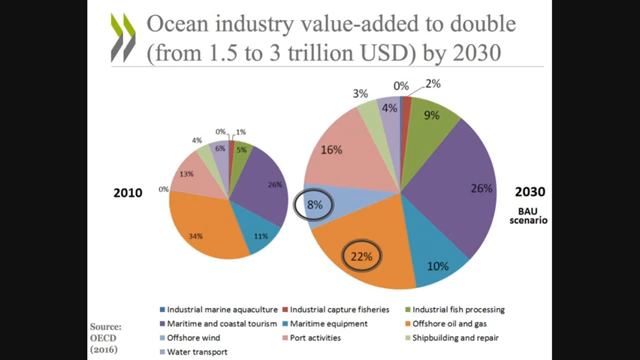 Ocean industry value-added to double
(from 1.5 to 3 trillion USD) by 2030
2010
0%
1%
5%
26%
11%
34%
0%
13%
4%
6%
0%
2%
9%
26%
10%
22%
8%
16%
3%
4%
2030
BAU
scenario
Industrial marine aquaculture
Industrial capture fisheries
Industrial fish processing
Maritime and coastal tourism
Maritime equipment
Offshore oil and gas
Offshore wind
Port activities
Shipbuilding and repair
Water transport
Source:
OECD
(2016)